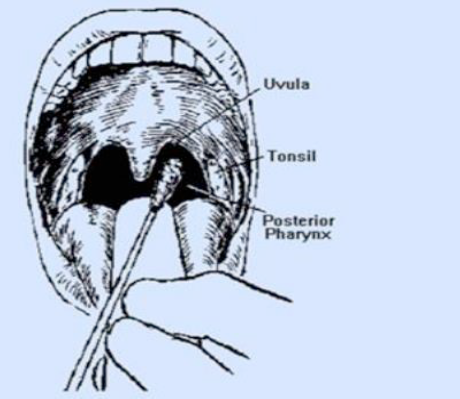 Uvula
Tonsil
Posterior
Pharynx